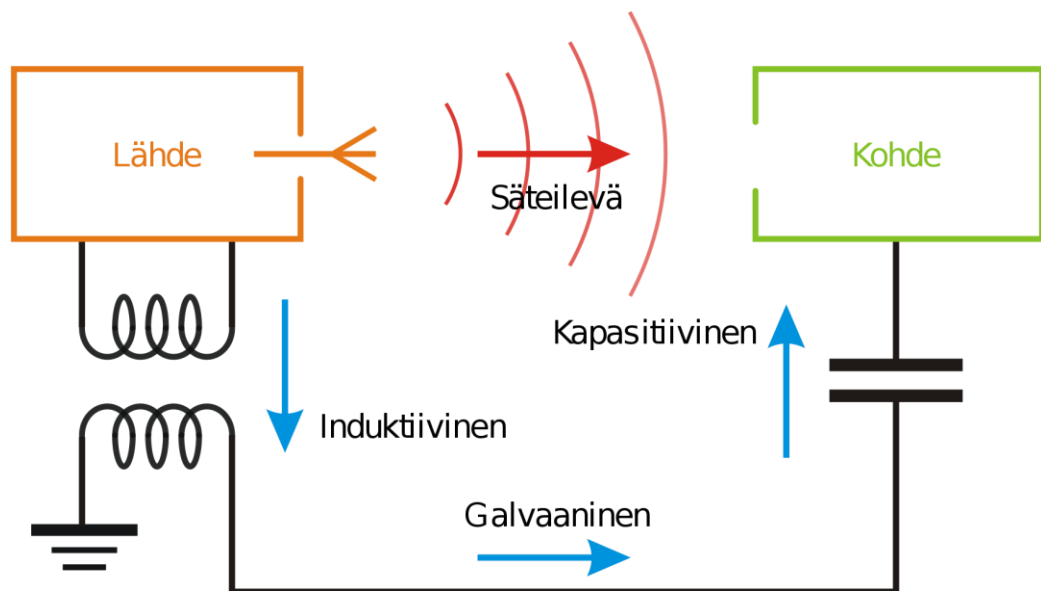 Lähde
Kohde
Säteilevä
Kapasitiivinen
Induktiivinen
Galvaaninen